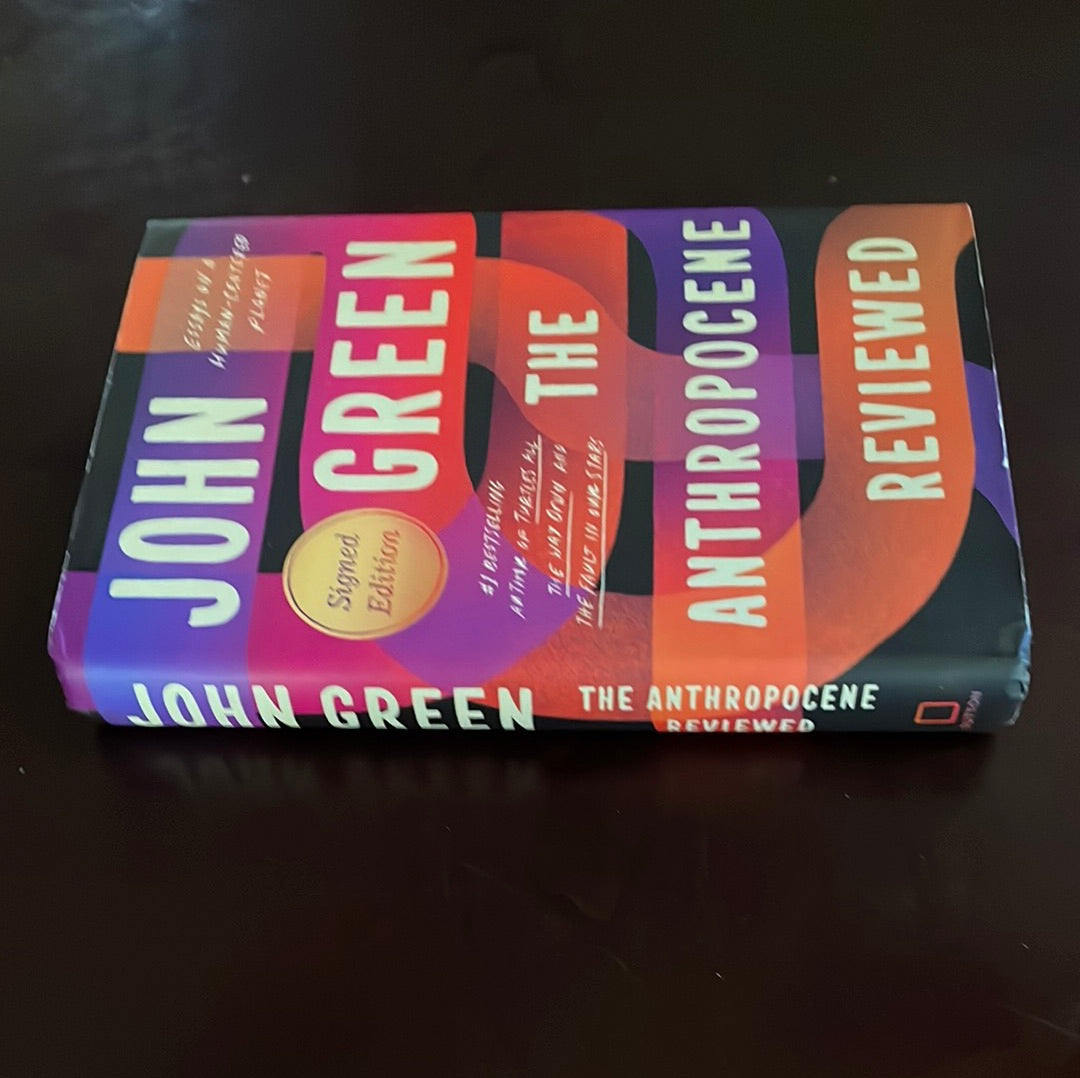 JOHN
GREEN
THE
ANTHROPOCENE
REVIEWED
ESSAYS ON A
HUMAN-CENTERED
PLANET
Signed
Edition
#1 BESTSELLING
AUTHOR OF TURTLES ALL
THE WAY DOWN AND
THE FAULT IN OUR STARS
JOHN GREEN
THE ANTHROPOCENE
REVIEWED
DUTTON